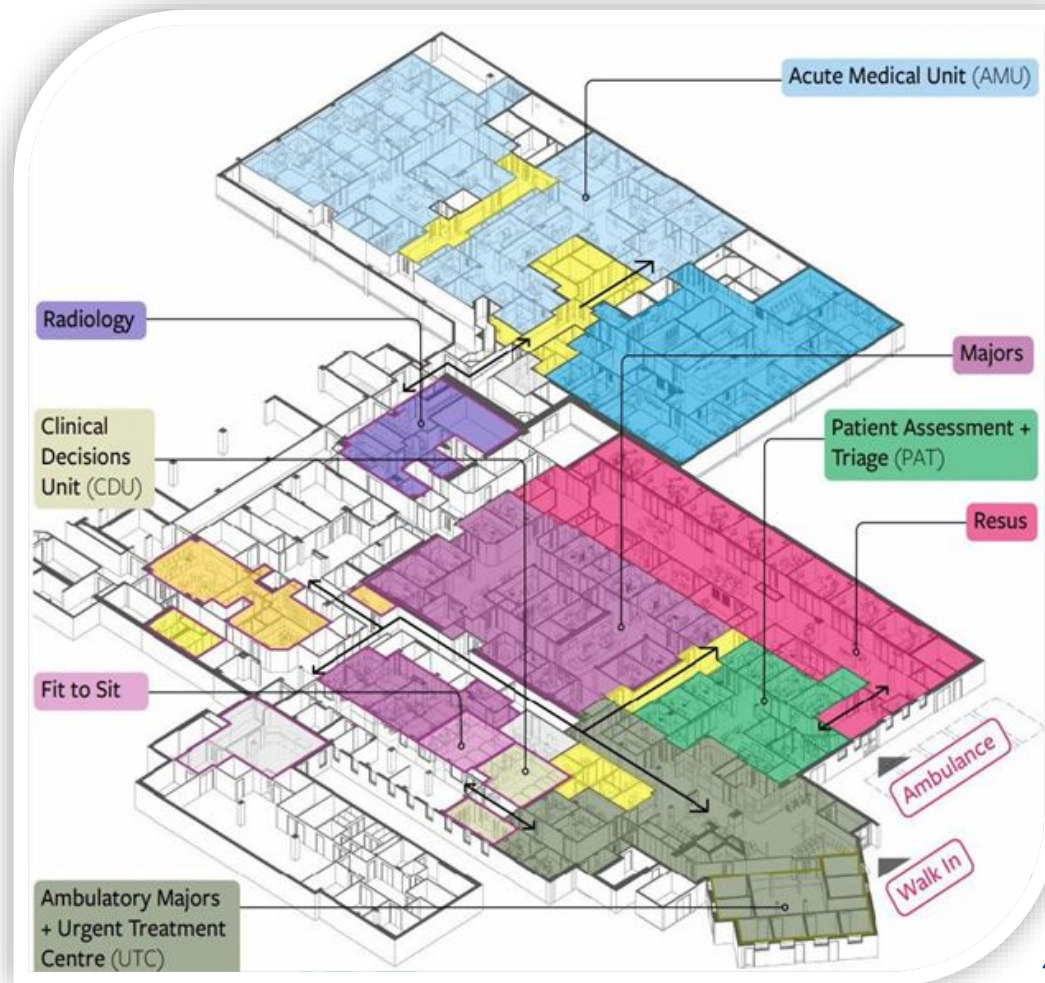 Acute Medical Unit (AMU)
Radiology
Majors
Clinical
Decisions
Unit (CDU)
Patient Assessment +
Triage (PAT)
Resus
Fit to Sit
Ambulance
Walk In
Ambulatory Majors
+ Urgent Treatment
Centre (UTC)